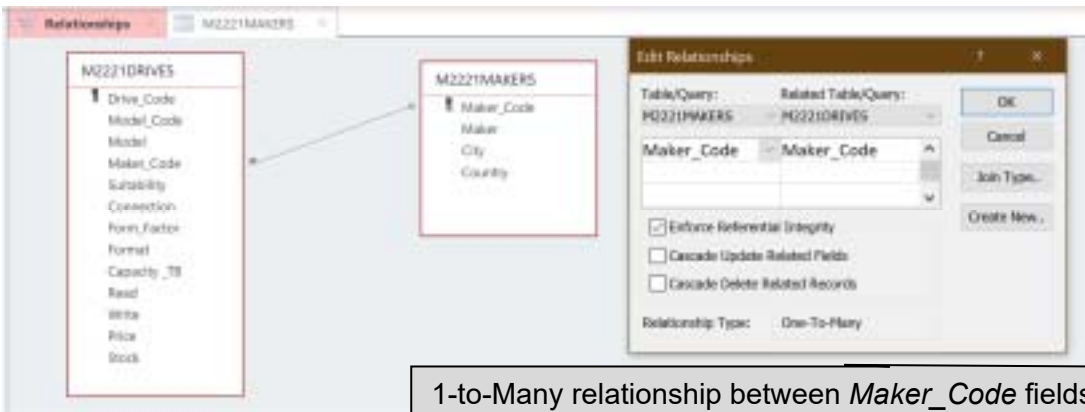 Relationships M2221MAKERS
M2221DRIVES
Drive_Code
Model_Code
Model
Maker_Code
Suitability
Connection
Form_Factor
Format
Capacity_TB
Read
Write
Price
Stock
M2221MAKERS
Maker_Code
Maker
City
Country
Edit Relationships ? ×
Table/Query: Related Table/Query:
M2221MAKERS M2221DRIVES
Maker_Code Maker_Code
Enforce Referential Integrity
Cascade Update Related Fields
Cascade Delete Related Records
Relationship Type: One-To-Many
OK
Cancel
Join Type..
Create New..
1-to-Many relationship between Maker_Code fields